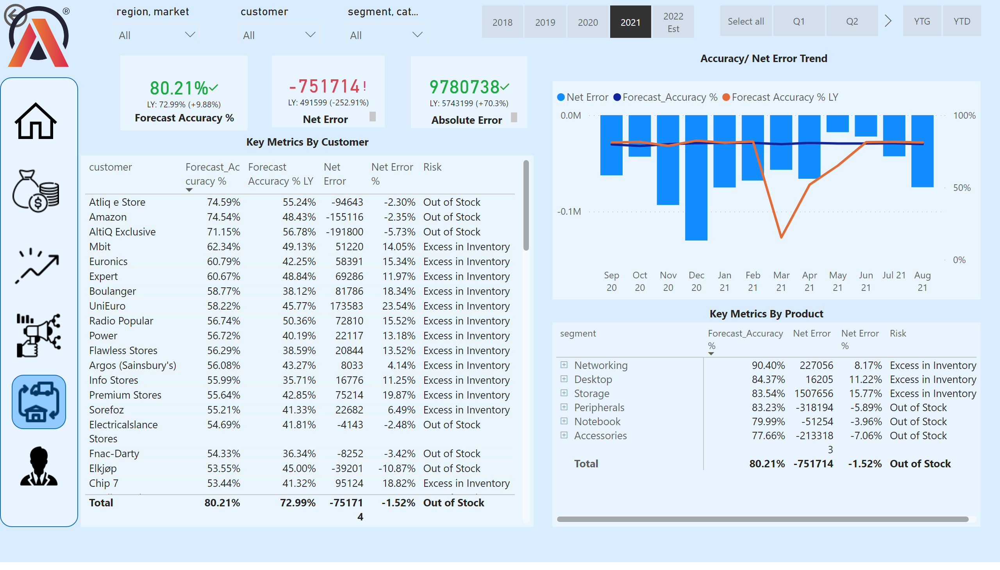 ®
region, market
customer
segment, cat...
All
All
All
2018
2019
2020
2021
2022
Est
Select all
Q1
Q2
YTG
YTD
80.21%
LY: 72.99% (+9.88%)
Forecast Accuracy %
-751714!
LY: 491599 (-252.91%)
Net Error
9780738
LY: 5743199 (+70.3%)
Absolute Error
Key Metrics By Customer
customer Forecast_Ac Forecast Net Net Error Risk
curacy % Accuracy % LY Error %
Atliq e Store 74.59% 55.24% -94643 -2.30% Out of Stock
Amazon 74.54% 48.43% -155116 -2.35% Out of Stock
AltiQ Exclusive 71.15% 56.78% -191800 -5.73% Out of Stock
Mbit 62.34% 49.13% 51220 14.05% Excess in Inventory
Euronics 60.79% 42.25% 58391 15.34% Excess in Inventory
Expert 60.67% 48.84% 69286 11.97% Excess in Inventory
Boulanger 58.77% 38.12% 81786 18.34% Excess in Inventory
UniEuro 58.22% 45.77% 173583 23.54% Excess in Inventory
Radio Popular 56.74% 50.36% 72810 15.52% Excess in Inventory
Power 56.72% 40.19% 22117 13.18% Excess in Inventory
Flawless Stores 56.29% 38.59% 20844 13.52% Excess in Inventory
Argos (Sainsbury's) 56.08% 43.27% 8033 4.14% Excess in Inventory
Info Stores 55.99% 35.71% 16776 11.25% Excess in Inventory
Premium Stores 55.64% 42.85% 75214 19.87% Excess in Inventory
Sorefoz 55.21% 41.33% 22682 6.49% Excess in Inventory
Electricalslance 54.69% 41.81% -4143 -2.48% Out of Stock
Stores
Fnac-Darty 54.33% 36.34% -8252 -3.42% Out of Stock
Elkjøp 53.55% 45.00% -39201 -10.87% Out of Stock
Chip 7 53.44% 41.32% 95124 18.82% Excess in Inventory
Total 80.21% 72.99% -75171 -1.52% Out of Stock
4
Accuracy/ Net Error Trend
Net Error Forecast_Accuracy % Forecast Accuracy % LY
0.0M
-0.1M
100%
50%
0%
Sep Oct Nov Dec Jan Feb Mar Apr May Jun Jul 21 Aug
20 20 20 20 21 21 21 21 21 21 21
Key Metrics By Product
segment Forecast_Accuracy Net Error Net Error Risk
% %
Networking 90.40% 227056 8.17% Excess in Inventory
Desktop 84.37% 16205 11.22% Excess in Inventory
Storage 83.54% 1507656 15.77% Excess in Inventory
Peripherals 83.23% -318194 -5.89% Out of Stock
Notebook 79.99% -51254 -3.96% Out of Stock
Accessories 77.66% -213318 -7.06% Out of Stock
3
Total 80.21% -751714 -1.52% Out of Stock